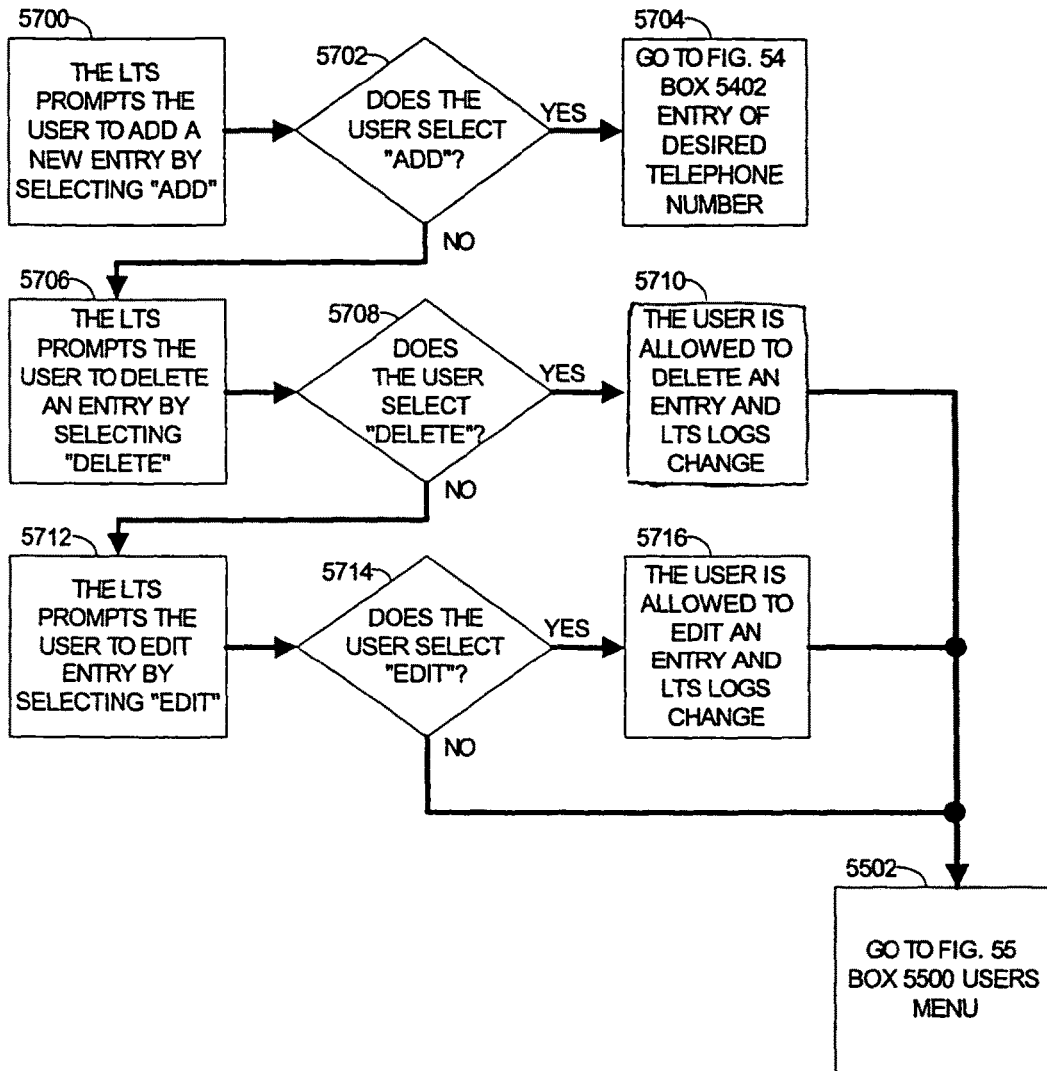 5700
THE LTS
PROMPTS THE
USER TO ADD A
NEW ENTRY BY
SELECTING "ADD"
5702
DOES THE
USER SELECT
"ADD"?
YES
NO
5704
GO TO FIG. 54
BOX 5402
ENTRY OF
DESIRED
TELEPHONE
NUMBER
5706
THE LTS
PROMPTS THE
USER TO DELETE
AN ENTRY BY
SELECTING
"DELETE"
5708
DOES
THE USER
SELECT
"DELETE"?
YES
NO
5710
THE USER IS
ALLOWED TO
DELETE AN
ENTRY AND
LTS LOGS
CHANGE
5712
THE LTS
PROMPTS THE
USER TO EDIT
ENTRY BY
SELECTING "EDIT"
5714
DOES THE
USER SELECT
"EDIT"?
YES
NO
5716
THE USER IS
ALLOWED TO
EDIT AN
ENTRY AND
LTS LOGS
CHANGE
5502
GO TO FIG. 55
BOX 5500 USERS
MENU